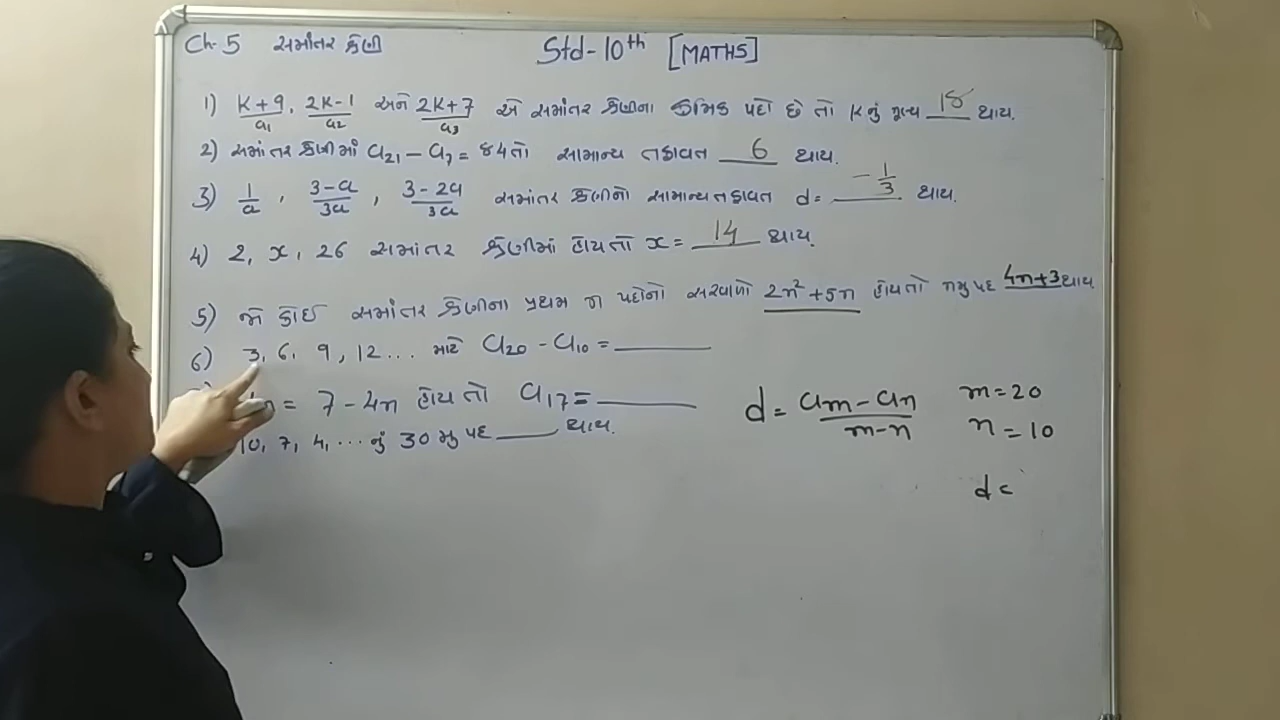 Ch-5 સમાંતર શ્રેણી Std-10th [MATHS]
1) K+9, 2K-1 અને 2K+7 એ સમાંતર શ્રેણીના ક્રમિક પદો છે તો K નું મૂલ્ય 18 થાય.
a1 a2 a3
2) સમાંતર શ્રેણીમાં a21 - a7 = 84 તો સામાન્ય તફાવત 6 થાય.
3) 1/a, 3-a/3a, 3-2a/3a સમાંતર શ્રેણીનો સામાન્ય તફાવત d= -1/3 થાય.
4) 2, x, 26 સમાંતર શ્રેણીમાં હોય તો x= 14 થાય.
5) જો કોઈ સમાંતર શ્રેણીના પ્રથમ n પદોનો સરવાળો 2n²+5n હોય તો nમુ પદ 4n+3 થાય
6) 3, 6, 9, 12... માટે a20 - a10 = ____
n = 7-4n હોય તો a17 = ____
10, 7, 4, ... નું 30 મુ પદ ____ થાય.
d = am - an / m-n
m=20
n=10
d=